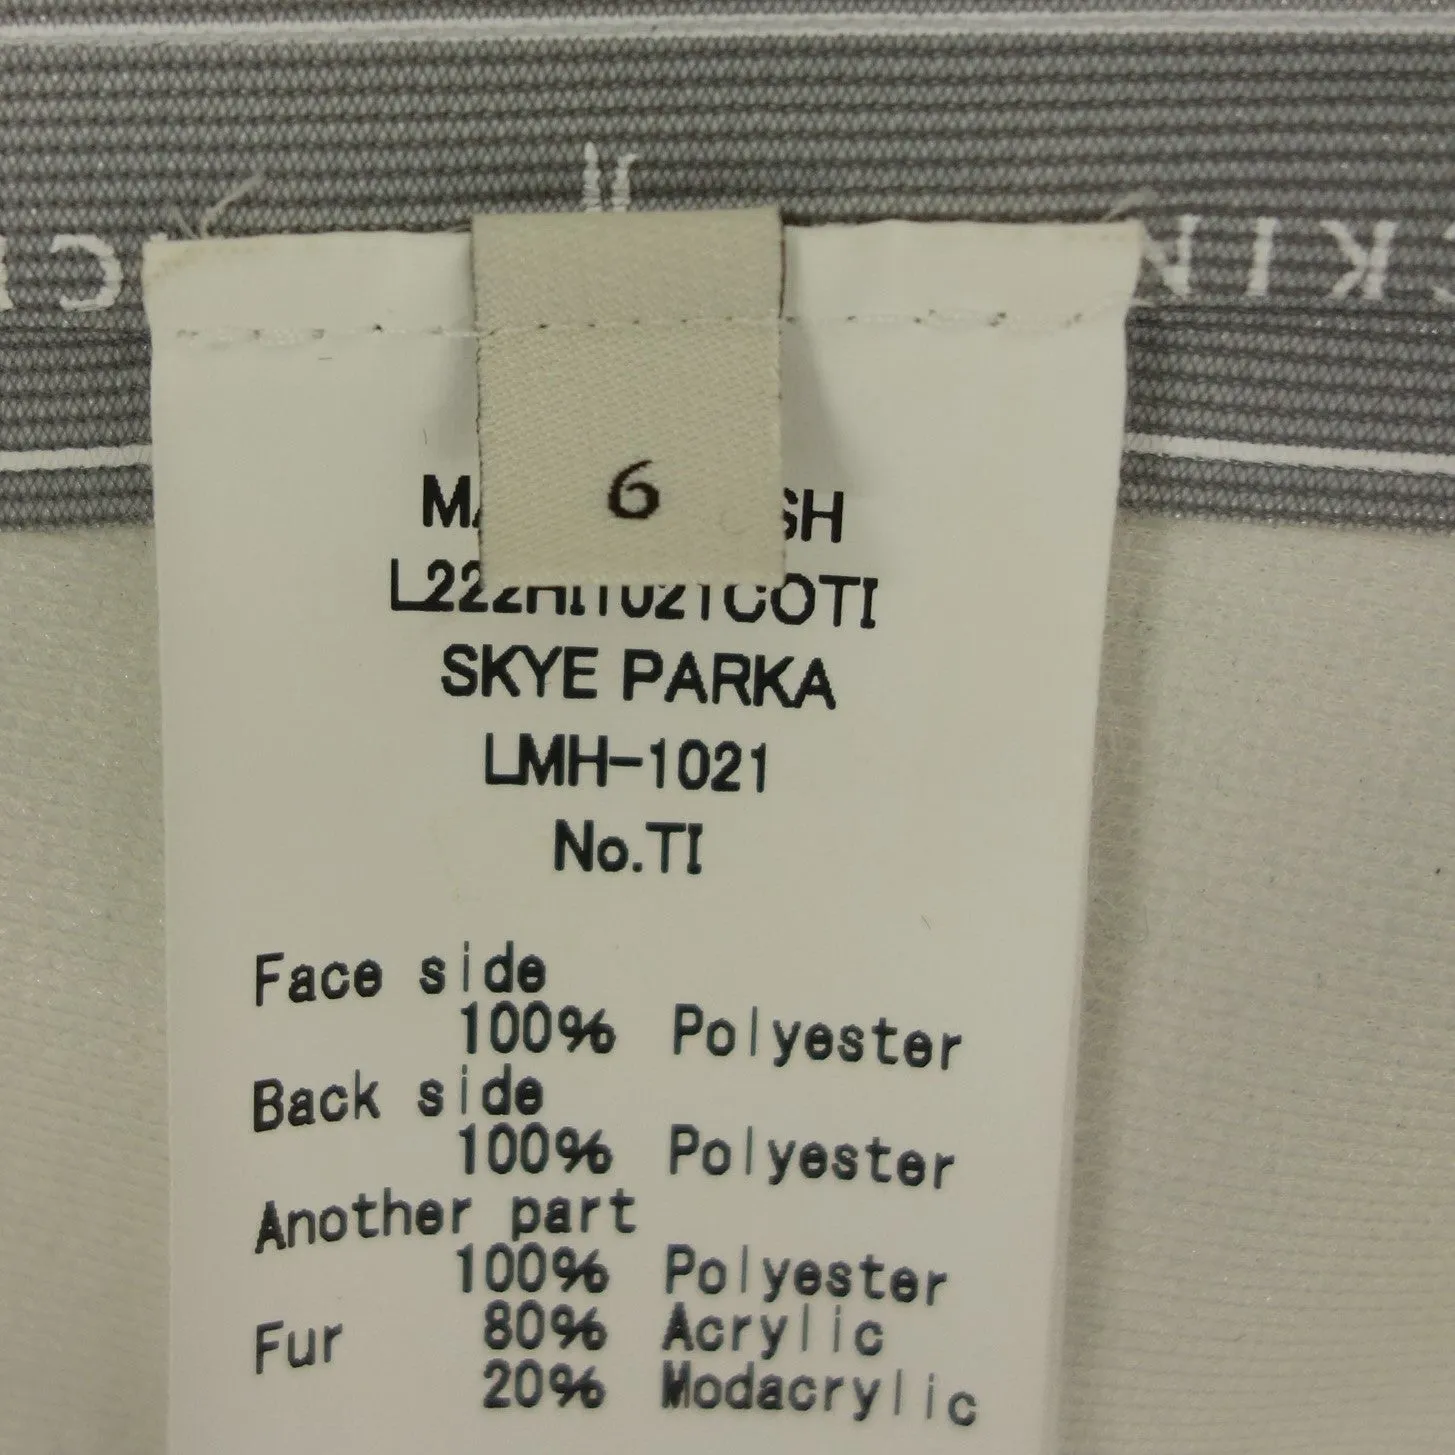 6
SKYE PARKA
LMH-1021
No.TI
Face side
100% Polyester
Back side
100% Polyester
Another part
100% Polyester
Fur 80% Acrylic
20% Modacrylic